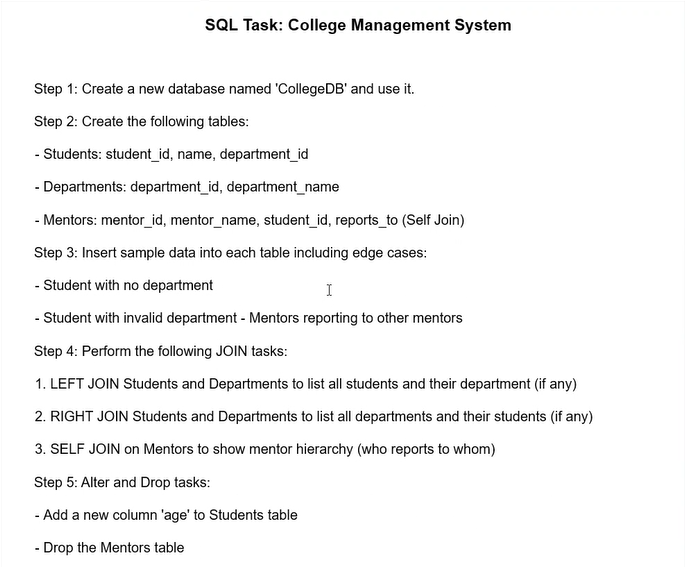 SQL Task: College Management System
Step 1: Create a new database named 'CollegeDB' and use it.
Step 2: Create the following tables:
- Students: student_id, name, department_id
- Departments: department_id, department_name
- Mentors: mentor_id, mentor_name, student_id, reports_to (Self Join)
Step 3: Insert sample data into each table including edge cases:
- Student with no department
- Student with invalid department - Mentors reporting to other mentors
Step 4: Perform the following JOIN tasks:
1. LEFT JOIN Students and Departments to list all students and their department (if any)
2. RIGHT JOIN Students and Departments to list all departments and their students (if any)
3. SELF JOIN on Mentors to show mentor hierarchy (who reports to whom)
Step 5: Alter and Drop tasks:
- Add a new column 'age' to Students table
- Drop the Mentors table